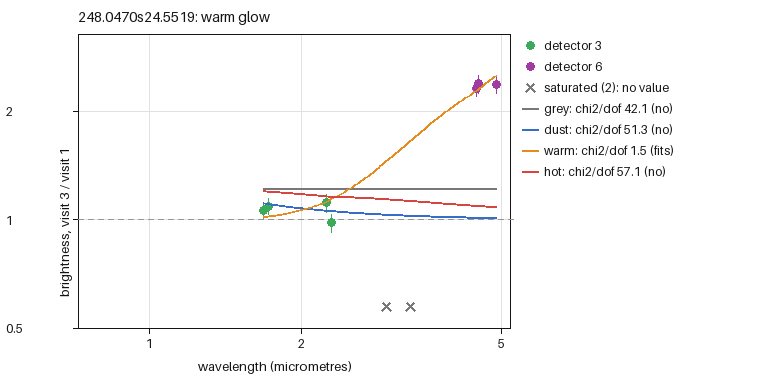 248.0470s24.5519: warm glow
detector 3
detector 6
saturated (2): no value
grey: chi2/dof 42.1 (no)
dust: chi2/dof 51.3 (no)
warm: chi2/dof 1.5 (fits)
hot: chi2/dof 57.1 (no)
brightness, visit 3 / visit 1
2
1
0.5
1
2
5
wavelength (micrometres)